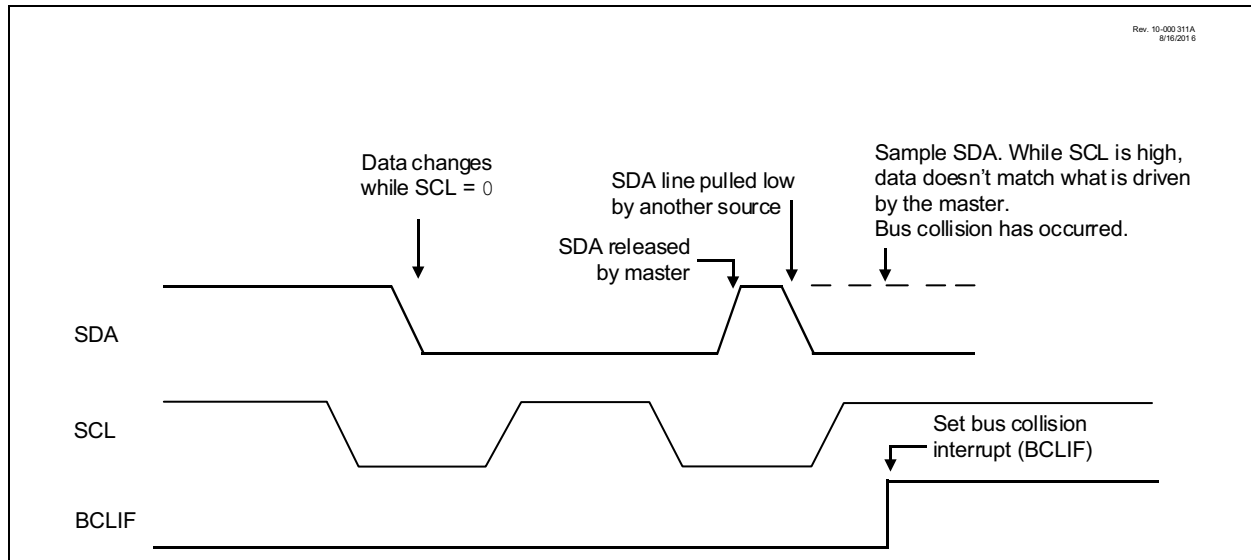 Rev. 10-000311A
8/16/2016
Data changes
while SCL = 0
SDA line pulled low
by another source
SDA released
by master
Sample SDA. While SCL is high,
data doesn't match what is driven
by the master.
Bus collision has occurred.
SDA
SCL
Set bus collision
interrupt (BCLIF)
BCLIF